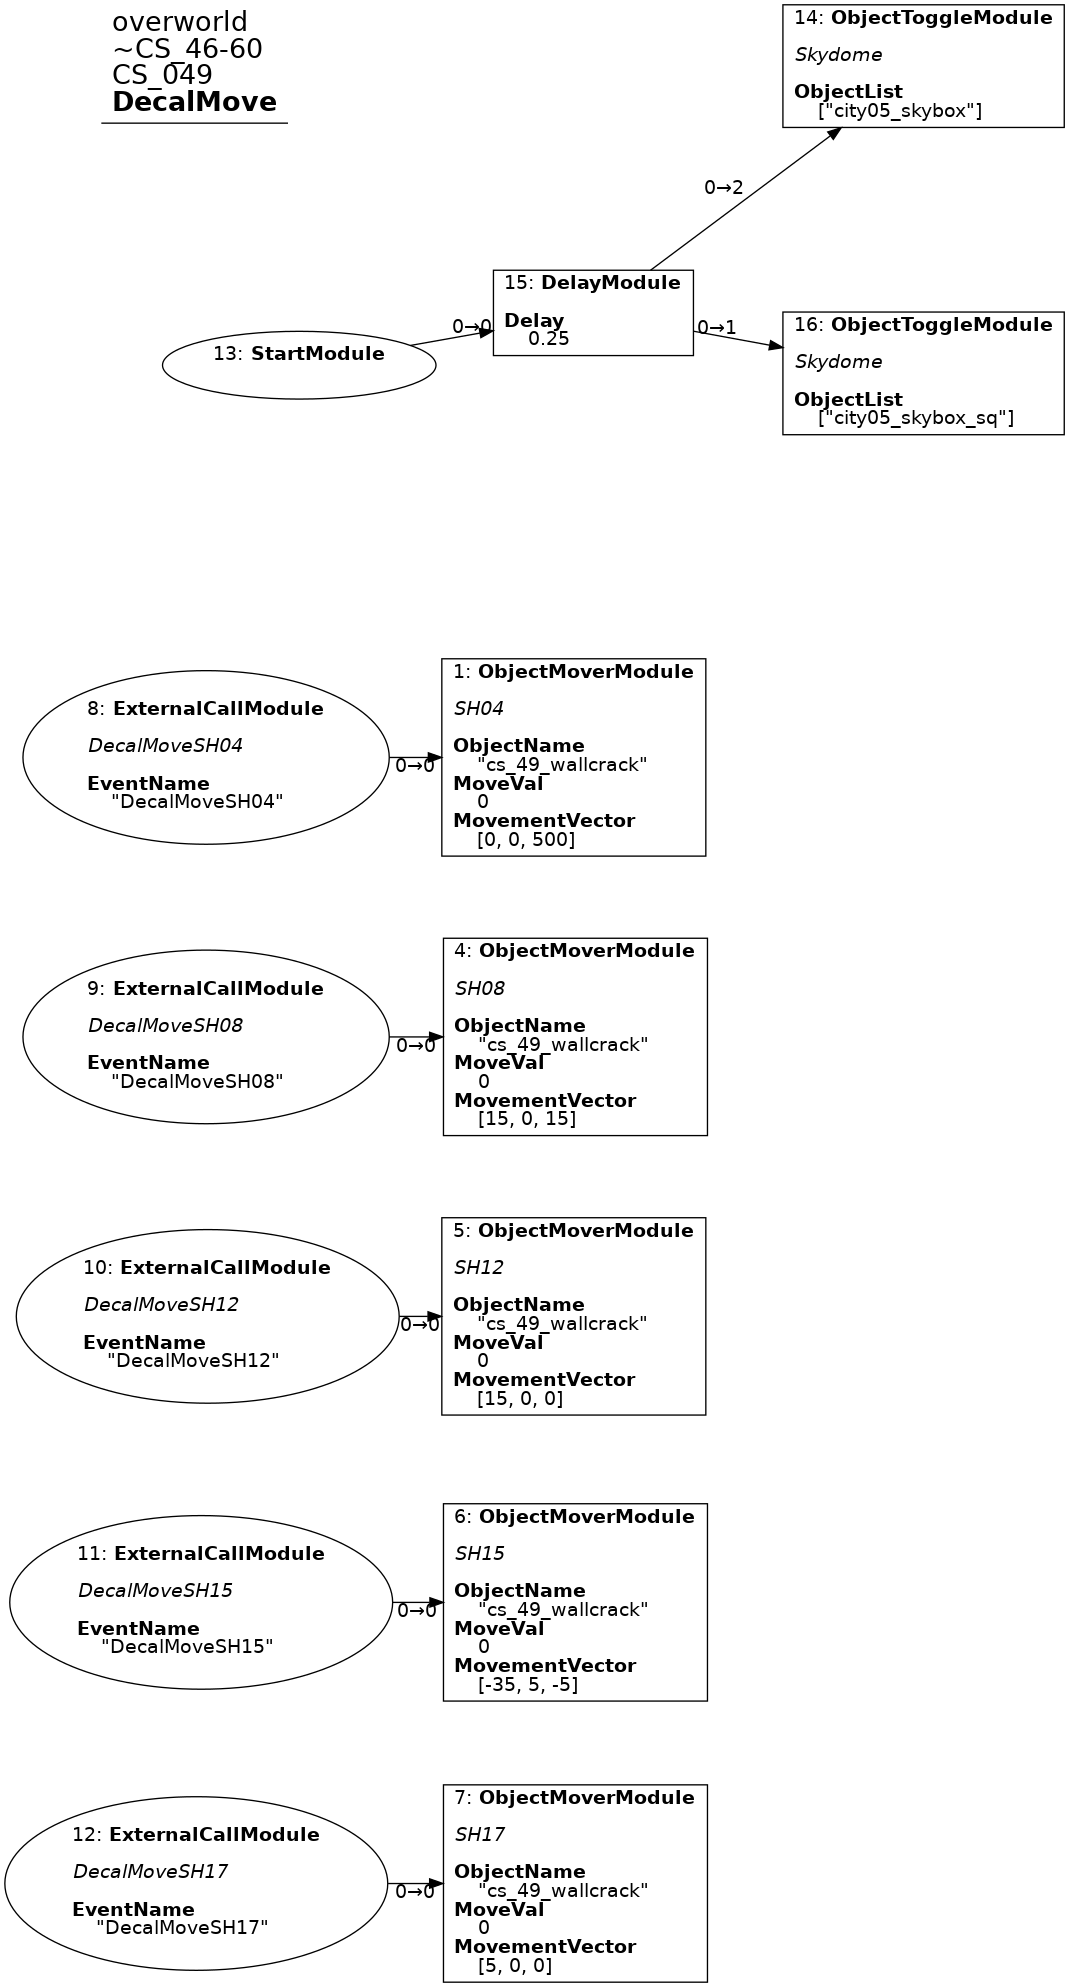 overworld
~CS_46-60
CS_049
DecalMove
14: ObjectToggleModule
Skydome
ObjectList
["city05_skybox"]
0→2
15: DelayModule
Delay
0.25
0→0
13: StartModule
0→1
16: ObjectToggleModule
Skydome
ObjectList
["city05_skybox_sq"]
8: ExternalCallModule
DecalMoveSH04
EventName
"DecalMoveSH04"
0→0
1: ObjectMoverModule
SH04
ObjectName
"cs_49_wallcrack"
MoveVal
0
MovementVector
[0, 0, 500]
9: ExternalCallModule
DecalMoveSH08
EventName
"DecalMoveSH08"
0→0
4: ObjectMoverModule
SH08
ObjectName
"cs_49_wallcrack"
MoveVal
0
MovementVector
[15, 0, 15]
10: ExternalCallModule
DecalMoveSH12
EventName
"DecalMoveSH12"
0→0
5: ObjectMoverModule
SH12
ObjectName
"cs_49_wallcrack"
MoveVal
0
MovementVector
[15, 0, 0]
11: ExternalCallModule
DecalMoveSH15
EventName
"DecalMoveSH15"
0→0
6: ObjectMoverModule
SH15
ObjectName
"cs_49_wallcrack"
MoveVal
0
MovementVector
[-35, 5, -5]
12: ExternalCallModule
DecalMoveSH17
EventName
"DecalMoveSH17"
0→0
7: ObjectMoverModule
SH17
ObjectName
"cs_49_wallcrack"
MoveVal
0
MovementVector
[5, 0, 0]